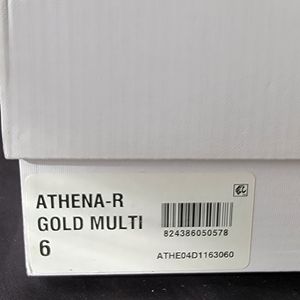 ATHENA-R
GOLD MULTI
6
824386050578
ATHE04D1163060